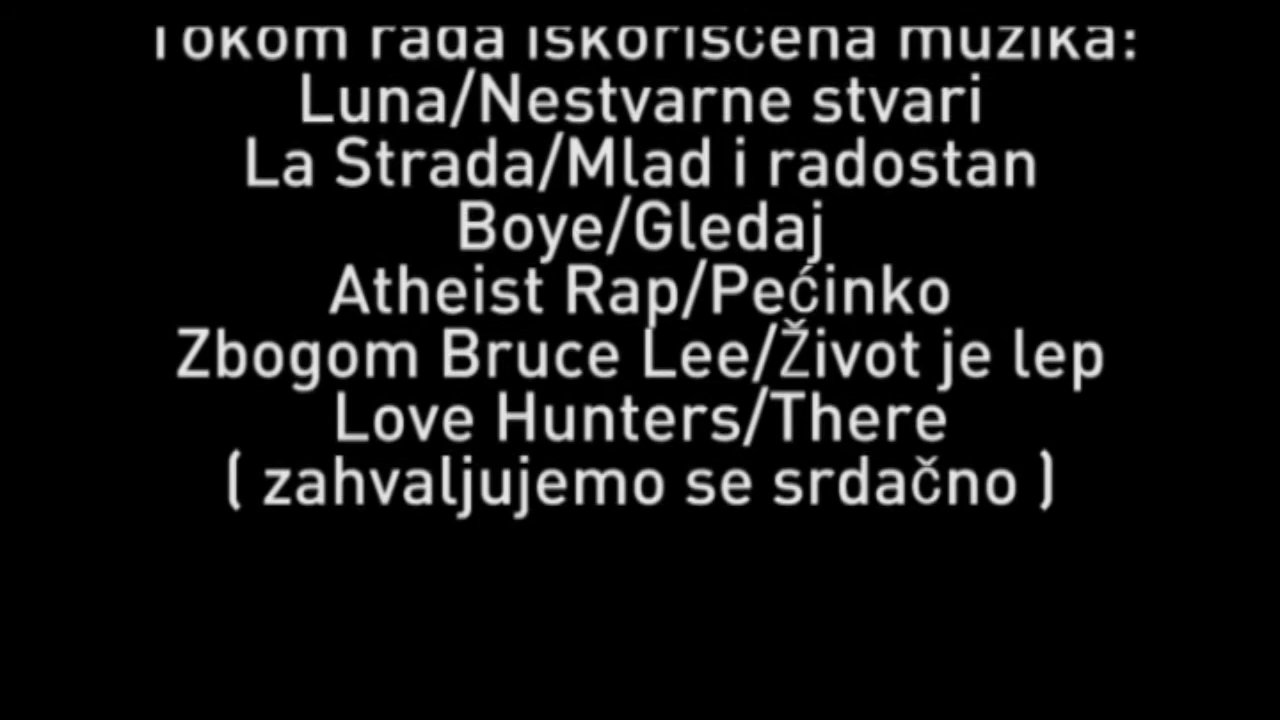 Tokom rada iskorišćena muzika:
Luna/Nestvarne stvari
La Strada/Mlad i radostan
Boye/Gledaj
Atheist Rap/Pećinko
Zbogom Bruce Lee/Život je lep
Love Hunters/There
( zahvaljujemo se srdačno )